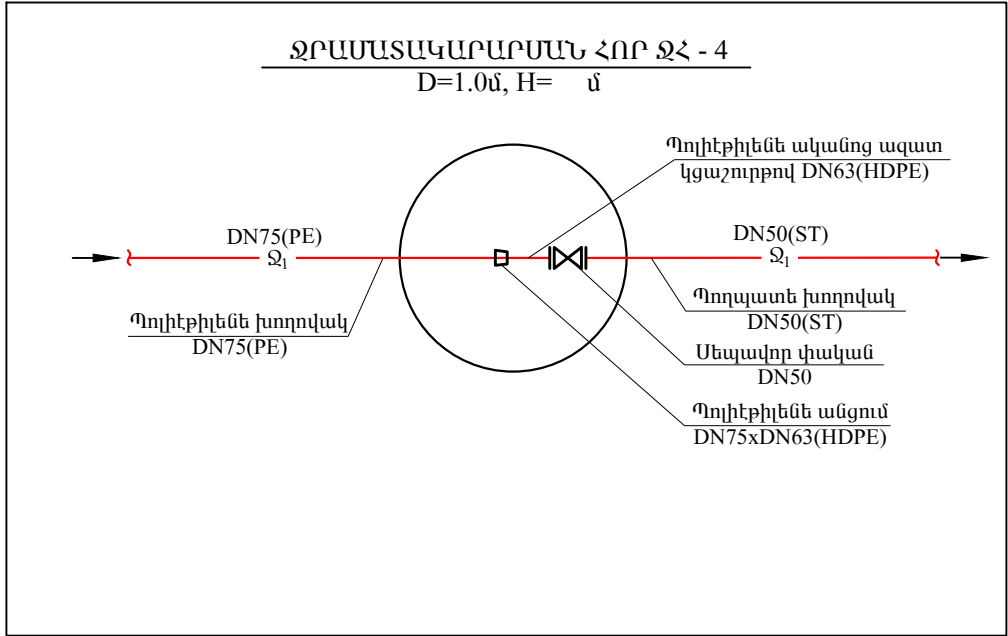 ՋՐԱՄԱՏԱԿԱՐԱՐՄԱՆ ՀՈՐ ՋՀ - 4
D=1.0մ, H= մ
Պոլիէթիլենե ականոց ազատ
կցաշուրթով DN63(HDPE)
DN75(PE)
Ջ₁
DN50(ST)
Ջ₁
Պոլիէթիլենե խողովակ
DN75(PE)
Պողպատե խողովակ
DN50(ST)
Սեպավոր փական
DN50
Պոլիէթիլենե անցում
DN75xDN63(HDPE)